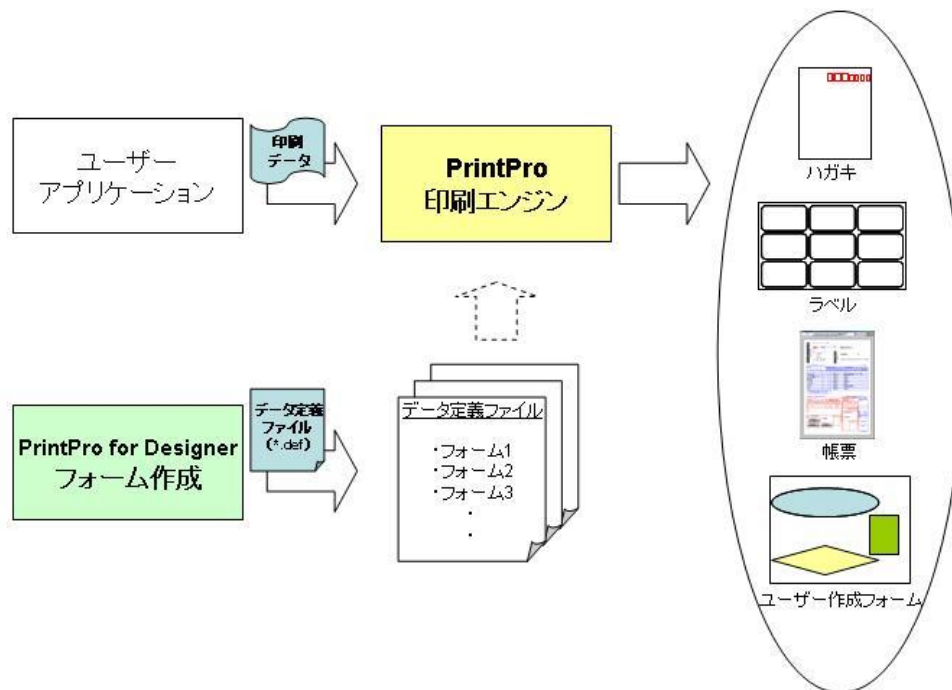 ユーザー
アプリケーション
印刷
データ
PrintPro
印刷エンジン
PrintPro for Designer
フォーム作成
データ定義
ファイル
(*.def)
データ定義ファイル
・フォーム1
・フォーム2
・フォーム3
・
・
ハガキ
ラベル
帳票
ユーザー作成フォーム